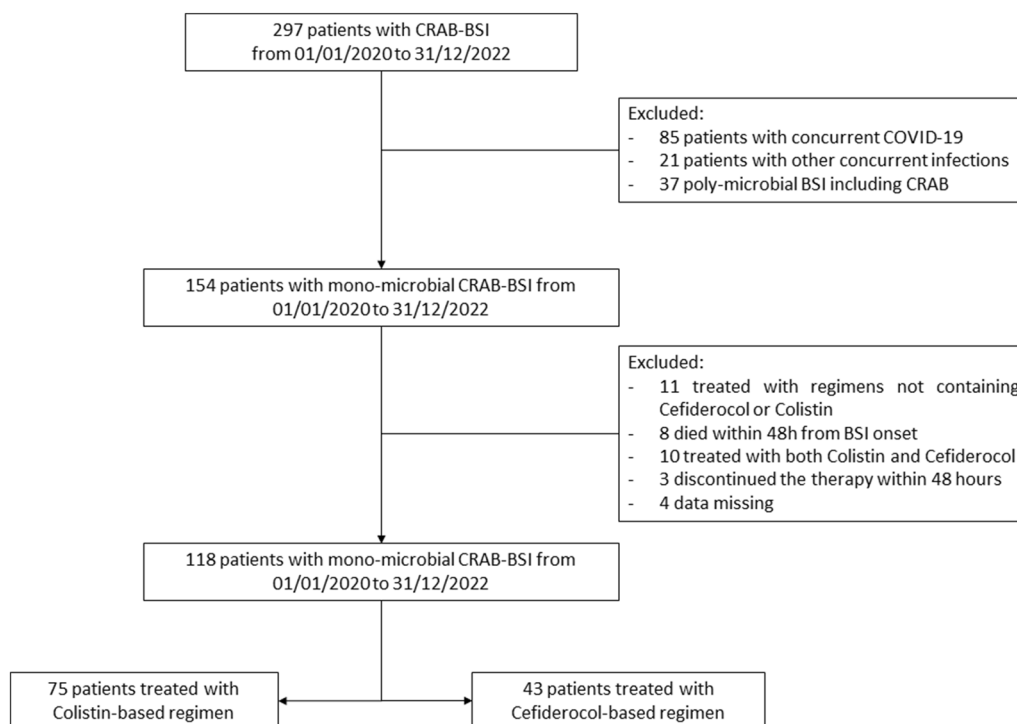 297 patients with CRAB-BSI
from 01/01/2020 to 31/12/2022
Excluded:
- 85 patients with concurrent COVID-19
- 21 patients with other concurrent infections
- 37 poly-microbial BSI including CRAB
154 patients with mono-microbial CRAB-BSI from
01/01/2020 to 31/12/2022
Excluded:
- 11 treated with regimens not containing
Cefiderocol or Colistin
- 8 died within 48h from BSI onset
- 10 treated with both Colistin and Cefiderocol
- 3 discontinued the therapy within 48 hours
- 4 data missing
118 patients with mono-microbial CRAB-BSI from
01/01/2020 to 31/12/2022
75 patients treated with
Colistin-based regimen
43 patients treated with
Cefiderocol-based regimen